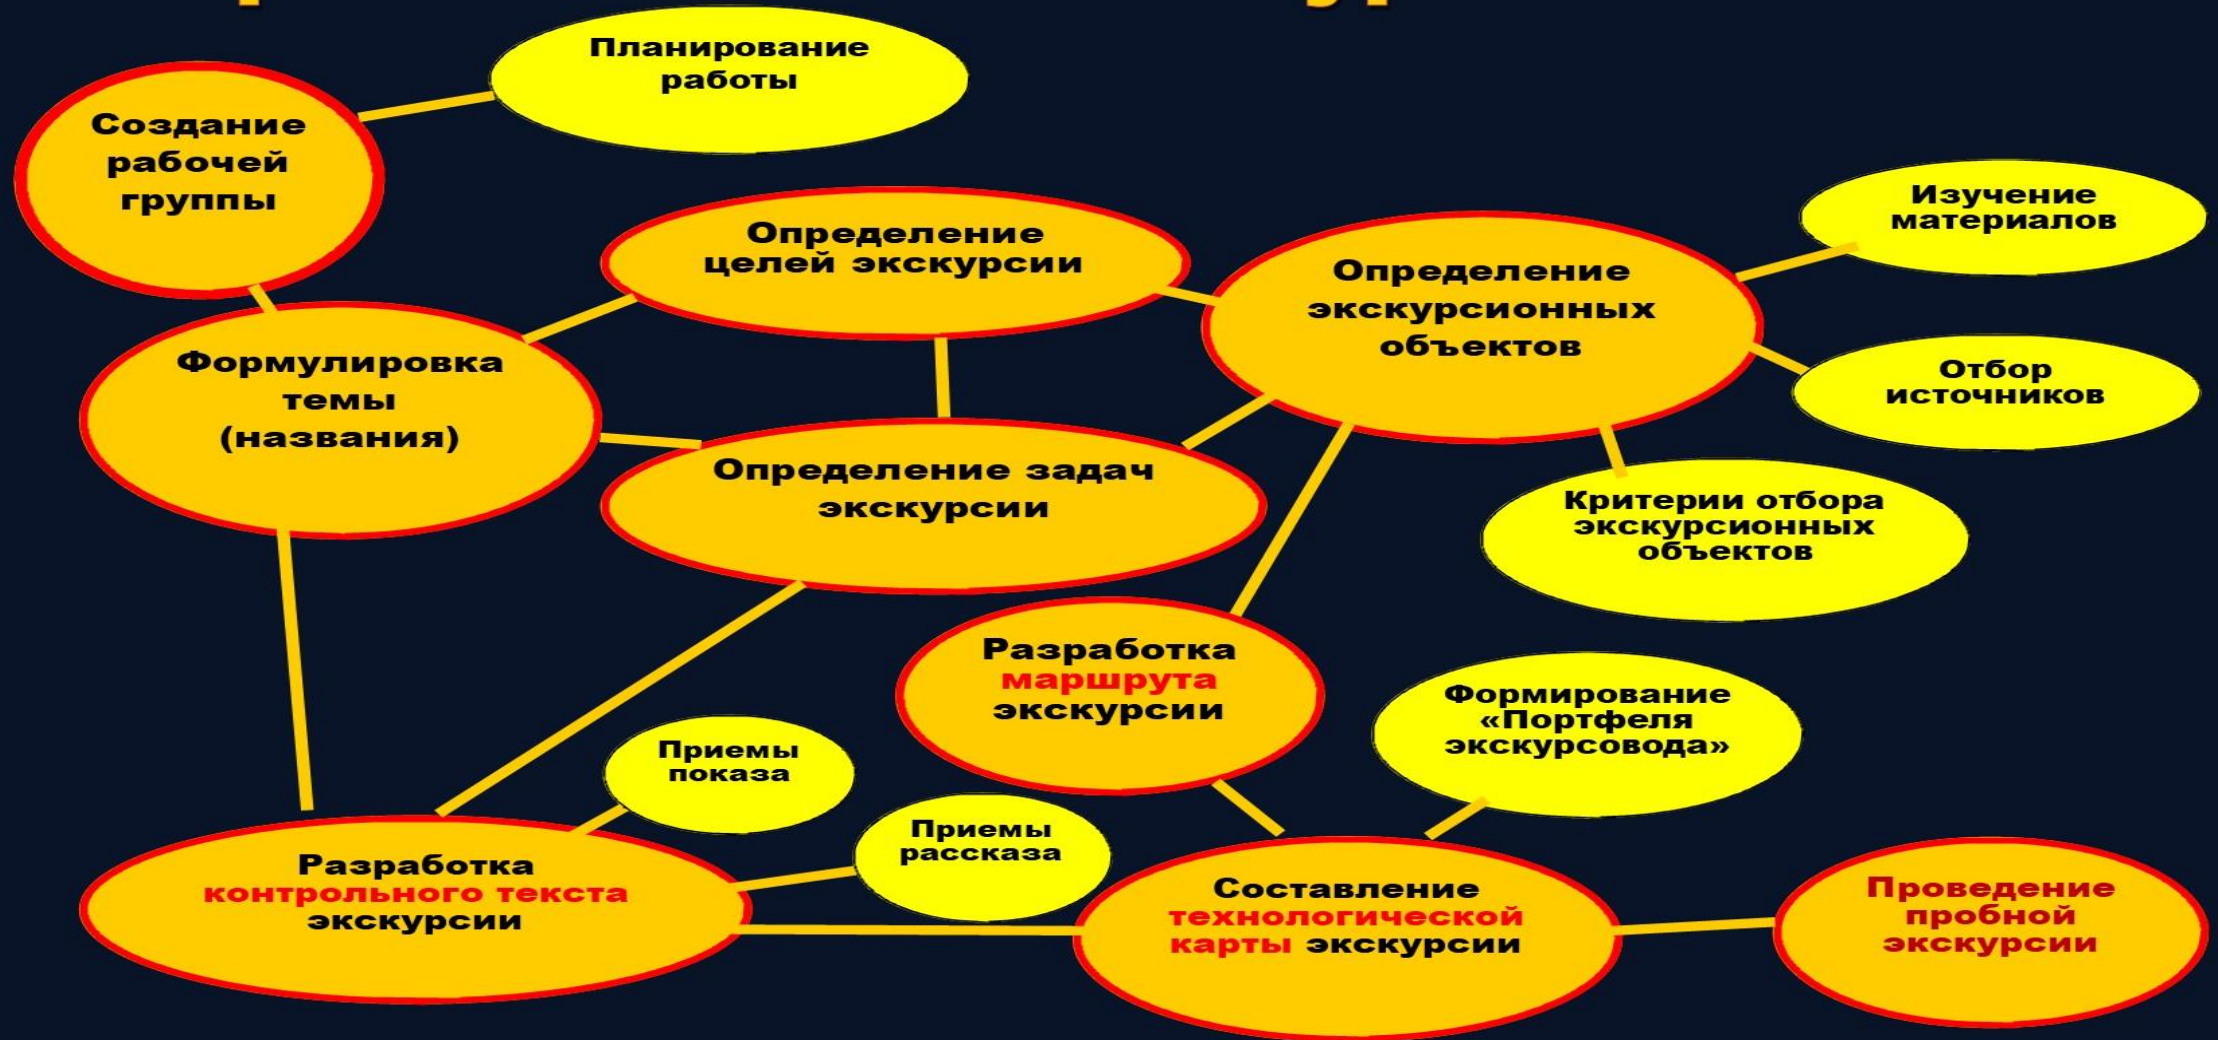 Планирование
работы
Создание
рабочей
группы
Изучение
материалов
Определение
целей экскурсии
Определение
экскурсионных
объектов
Формулировка
темы
(названия)
Отбор
источников
Определение задач
экскурсии
Критерии отбора
экскурсионных
объектов
Разработка
маршрута
экскурсии
Формирование
«Портфеля
экскурсовода»
Приемы
показа
Приемы
рассказа
Разработка
контрольного текста
экскурсии
Составление
технологической
карты экскурсии
Проведение
пробной
экскурсии